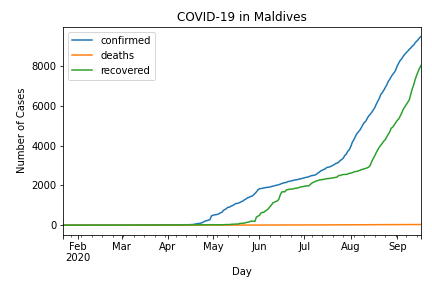 COVID-19 in Maldives
confirmed
deaths
recovered
Number of Cases
8000
6000
4000
2000
0
Feb Mar Apr May Jun Jul Aug Sep
2020
Day